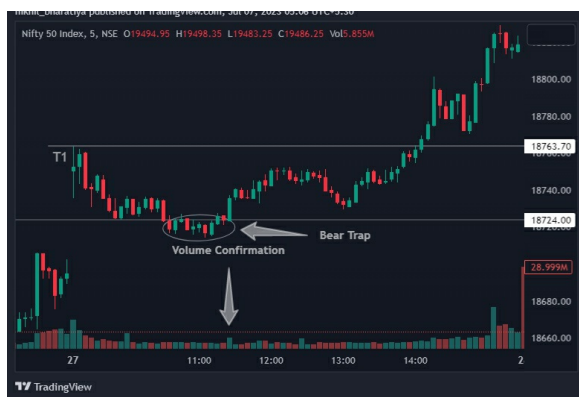 published on TradingView.com, Jul 07, 2023 05:06 UTC+5:30
Nifty 50 Index, 5, NSE O19494.95 H19498.35 L19483.25 C19486.25 Vol5.855M
18800.00
18780.00
18763.70
T1
18740.00
18724.00
Bear Trap
Volume Confirmation
28.999M
18680.00
18660.00
27 11:00 12:00 13:00 14:00 2
TradingView